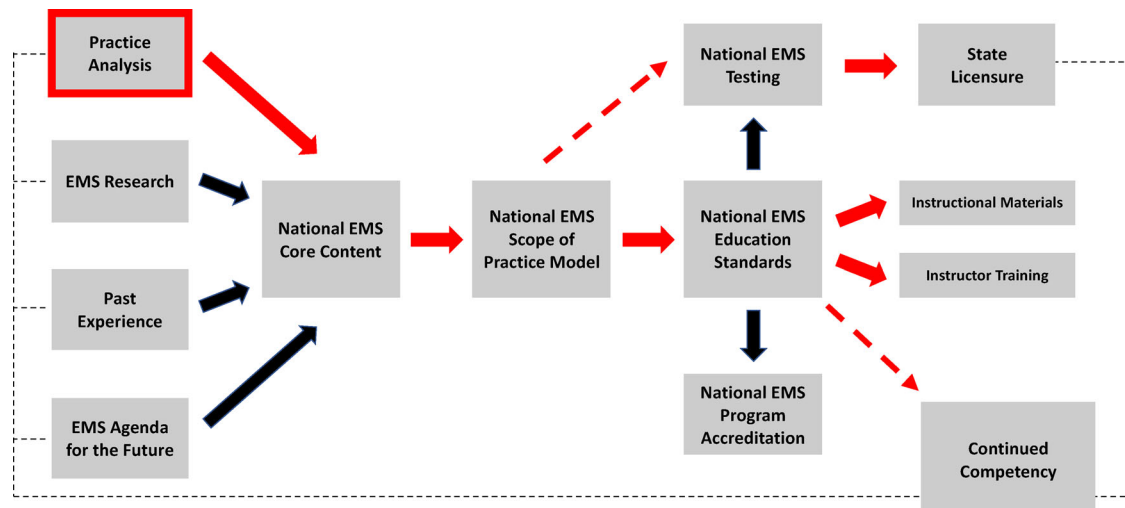 Practice
Analysis
EMS Research
Past
Experience
EMS Agenda
for the Future
National EMS
Core Content
National EMS
Scope of
Practice Model
National EMS
Testing
National EMS
Education
Standards
National EMS
Program
Accreditation
State
Licensure
Instructional Materials
Instructor Training
Continued
Competency